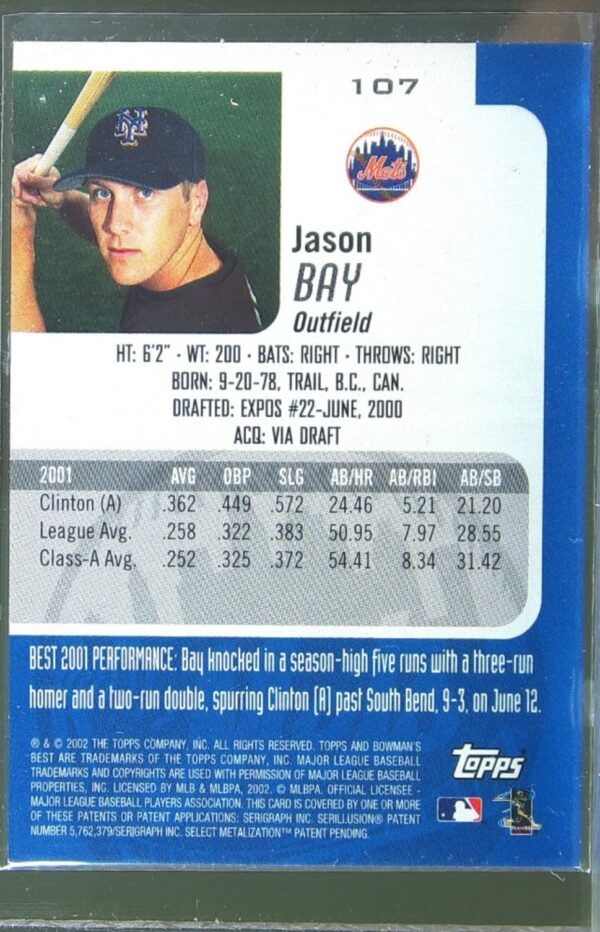 107
NY
Mets
Jason
BAY
Outfield
HT: 6'2" · WT: 200 · BATS: RIGHT · THROWS: RIGHT
BORN: 9-20-78, TRAIL, B.C., CAN.
DRAFTED: EXPOS #22-JUNE, 2000
ACQ: VIA DRAFT
2001 AVG OBP SLG AB/HR AB/RBI AB/SB
Clinton (A) .362 .449 .572 24.46 5.21 21.20
League Avg. .258 .322 .383 50.95 7.97 28.55
Class-A Avg. .252 .325 .372 54.41 8.34 31.42
BEST 2001 PERFORMANCE: Bay knocked in a season-high five runs with a three-run
homer and a two-run double, spurring Clinton (A) past South Bend, 9-3, on June 12.
® & © 2002 THE TOPPS COMPANY, INC. ALL RIGHTS RESERVED. TOPPS AND BOWMAN'S
BEST ARE TRADEMARKS OF THE TOPPS COMPANY, INC. MAJOR LEAGUE BASEBALL
TRADEMARKS AND COPYRIGHTS ARE USED WITH PERMISSION OF MAJOR LEAGUE BASEBALL
PROPERTIES, INC. LICENSED BY MLB & MLBPA, 2002. © MLBPA. OFFICIAL LICENSEE -
MAJOR LEAGUE BASEBALL PLAYERS ASSOCIATION. THIS CARD IS COVERED BY ONE OR MORE
OF THESE PATENTS OR PATENT APPLICATIONS: SERIGRAPH INC. SERILLUSION® PATENT
NUMBER 5,762,379/SERIGRAPH INC. SELECT METALIZATION™ PATENT PENDING.
Topps